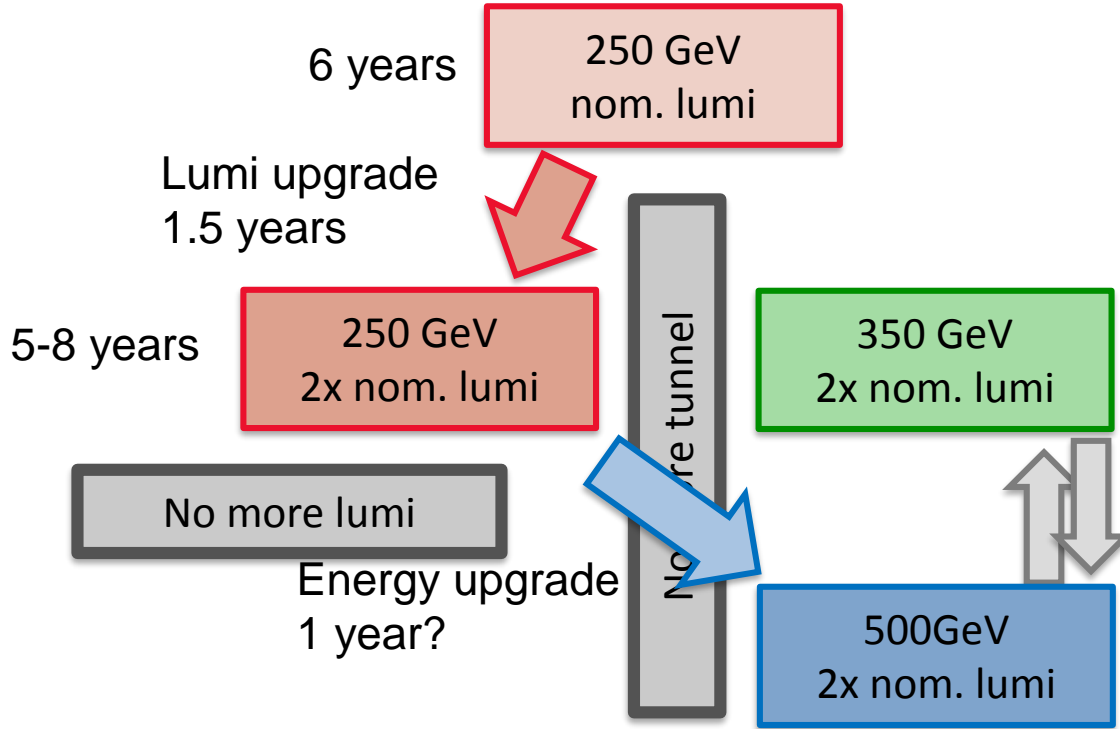 6 years
250 GeV
nom. lumi
Lumi upgrade
1.5 years
5-8 years
250 GeV
2x nom. lumi
350 GeV
2x nom. lumi
tunnel
No more lumi
Energy upgrade
1 year?
500GeV
2x nom. lumi